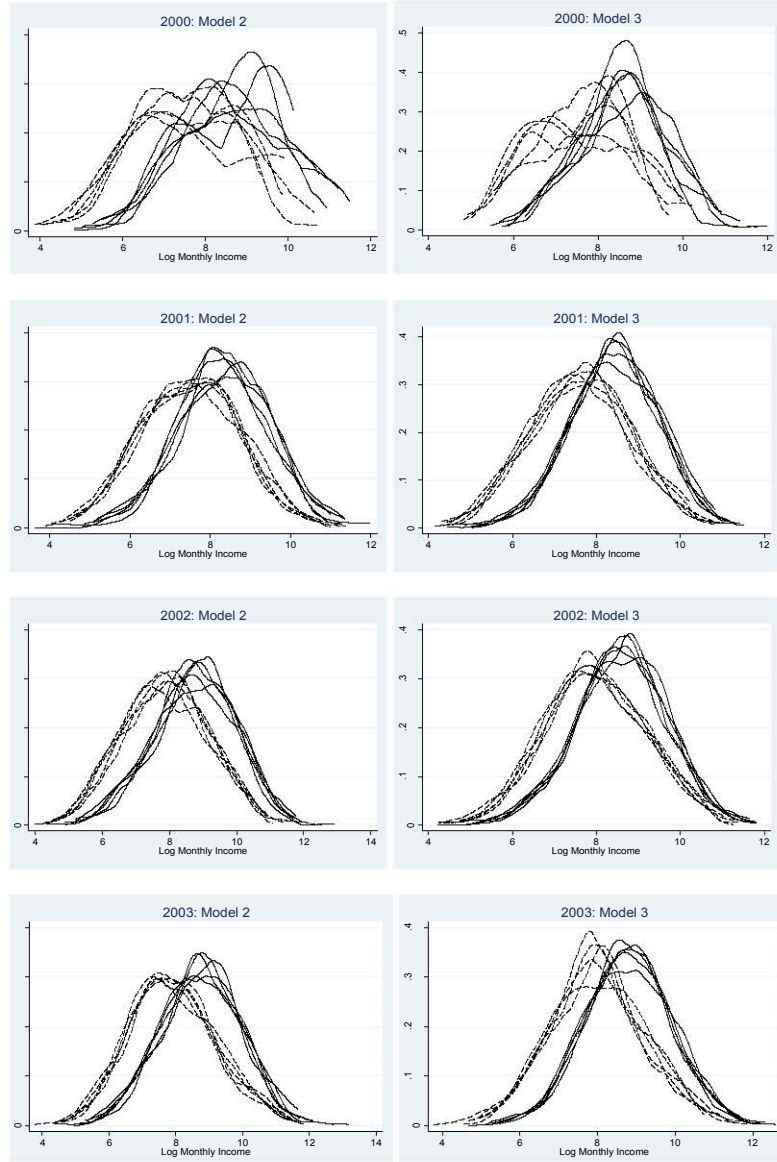 2000: Model 2
0
4 6 8 10 12
Log Monthly Income
2000: Model 3
0 .1 .2 .3 .4 .5
4 6 8 10 12
Log Monthly Income
2001: Model 2
0
4 6 8 10 12
Log Monthly Income
2001: Model 3
0 .1 .2 .3 .4
4 6 8 10 12
Log Monthly Income
2002: Model 2
0
4 6 8 10 12 14
Log Monthly Income
2002: Model 3
0 .1 .2 .3 .4
4 6 8 10 12
Log Monthly Income
2003: Model 2
0
4 6 8 10 12 14
Log Monthly Income
2003: Model 3
0 .1 .2 .3 .4
4 6 8 10 12
Log Monthly Income